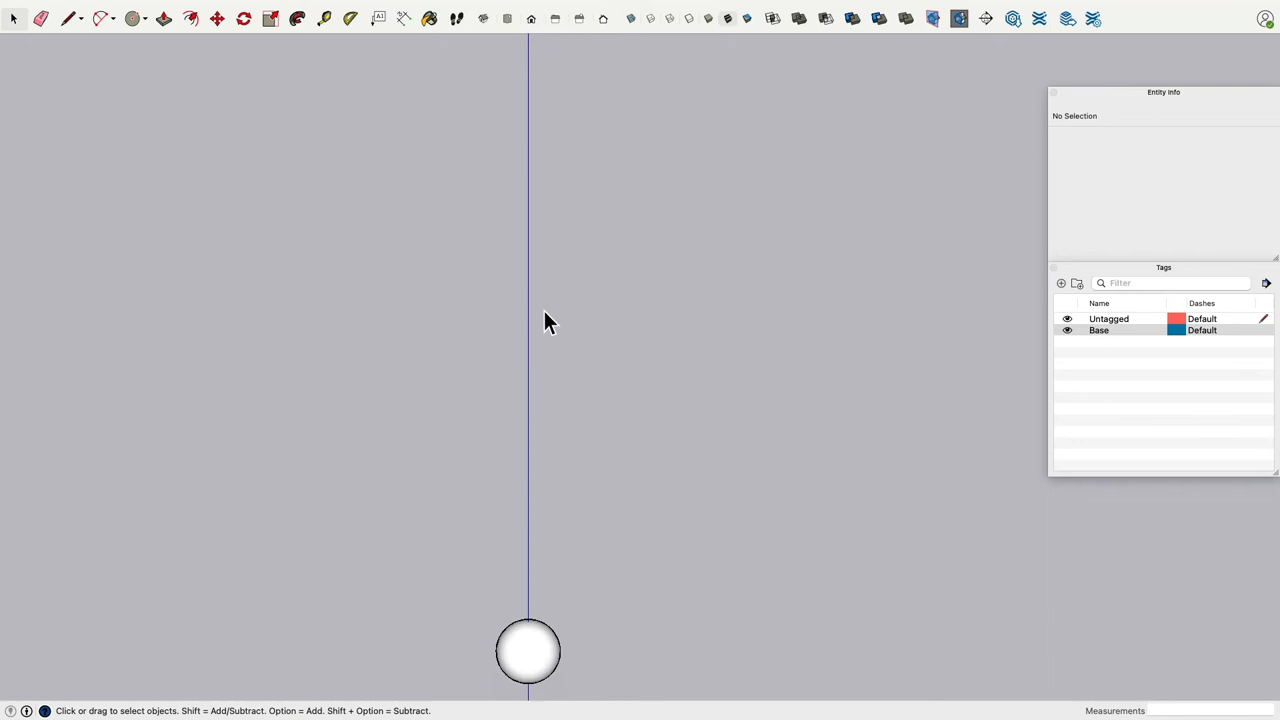 A1
Entity Info
No Selection
Tags
Filter
Name Dashes
Untagged Default
Base Default
Click or drag to select objects. Shift = Add/Subtract. Option = Add. Shift + Option = Subtract.
Measurements